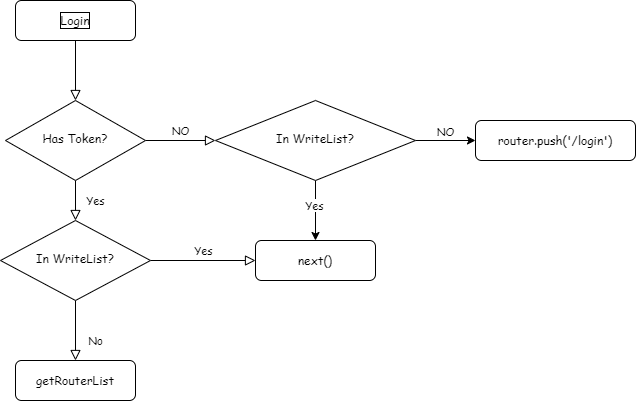 Login
Has Token?
NO
In WriteList?
NO
router.push('/login')
Yes
Yes
In WriteList?
Yes
next()
No
getRouterList